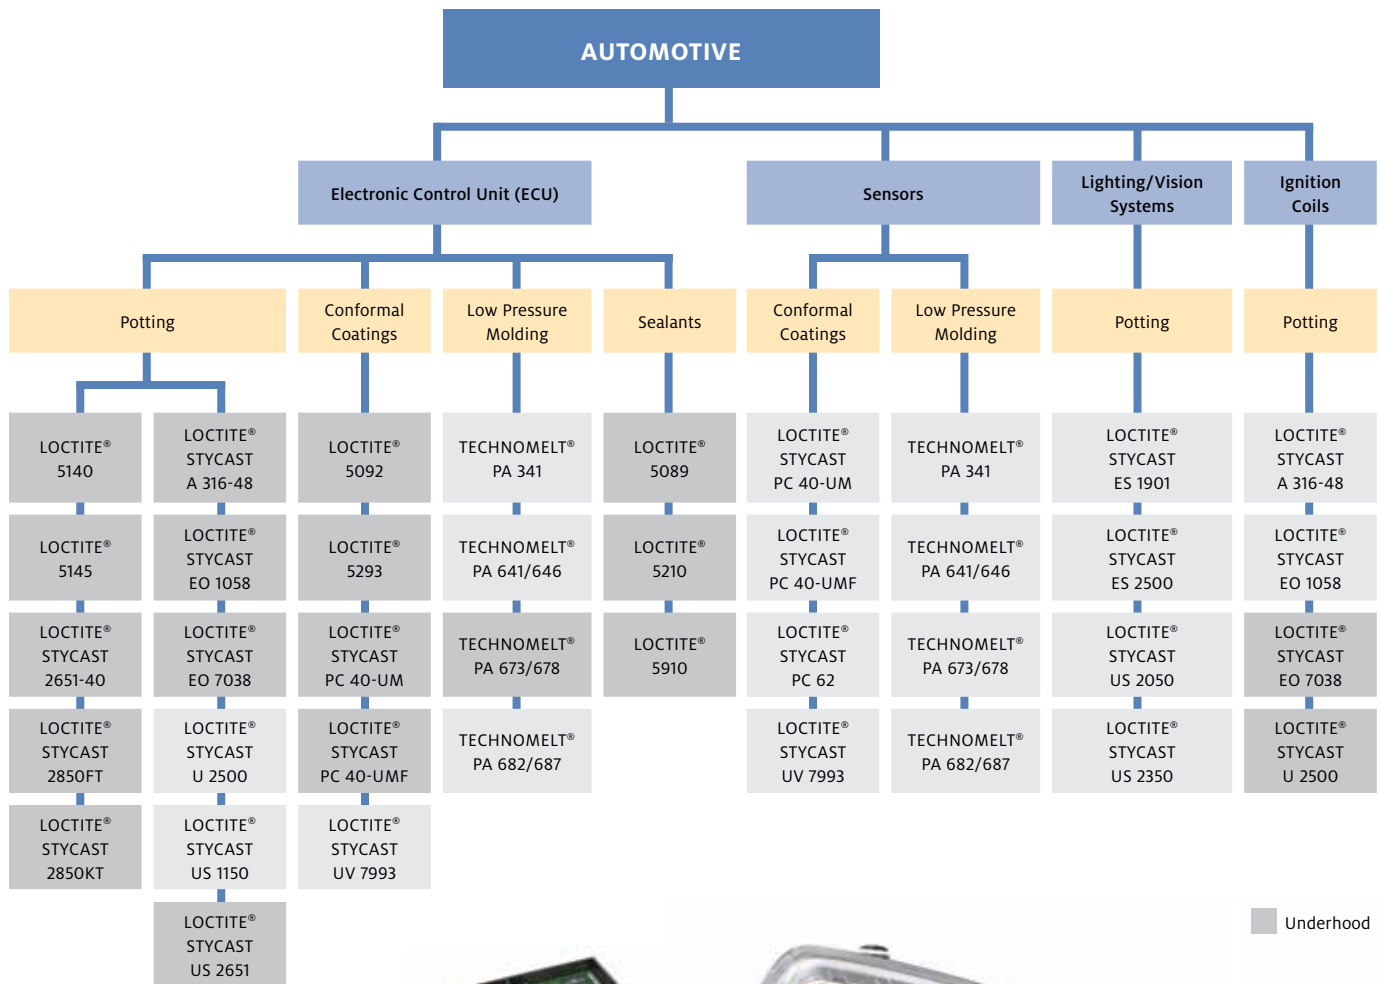 AUTOMOTIVE
Electronic Control Unit (ECU)
Sensors
Lighting/Vision
Systems
Ignition
Coils
Potting
Conformal
Coatings
Low Pressure
Molding
Sealants
Conformal
Coatings
Low Pressure
Molding
Potting
Potting
LOCTITE®
5140
LOCTITE®
5145
LOCTITE®
STYCAST
2651-40
LOCTITE®
STYCAST
2850FT
LOCTITE®
STYCAST
2850KT
LOCTITE®
STYCAST
A 316-48
LOCTITE®
STYCAST
EO 1058
LOCTITE®
STYCAST
EO 7038
LOCTITE®
STYCAST
U 2500
LOCTITE®
STYCAST
US 1150
LOCTITE®
STYCAST
US 2651
LOCTITE®
5092
LOCTITE®
5293
LOCTITE®
STYCAST
PC 40-UM
LOCTITE®
STYCAST
PC 40-UMF
LOCTITE®
STYCAST
UV 7993
TECHNOMELT®
PA 341
TECHNOMELT®
PA 641/646
TECHNOMELT®
PA 673/678
TECHNOMELT®
PA 682/687
LOCTITE®
5089
LOCTITE®
5210
LOCTITE®
5910
LOCTITE®
STYCAST
PC 40-UM
LOCTITE®
STYCAST
PC 40-UMF
LOCTITE®
STYCAST
PC 62
LOCTITE®
STYCAST
UV 7993
TECHNOMELT®
PA 341
TECHNOMELT®
PA 641/646
TECHNOMELT®
PA 673/678
TECHNOMELT®
PA 682/687
LOCTITE®
STYCAST
ES 1901
LOCTITE®
STYCAST
ES 2500
LOCTITE®
STYCAST
US 2050
LOCTITE®
STYCAST
US 2350
LOCTITE®
STYCAST
A 316-48
LOCTITE®
STYCAST
EO 1058
LOCTITE®
STYCAST
EO 7038
LOCTITE®
STYCAST
U 2500
Underhood